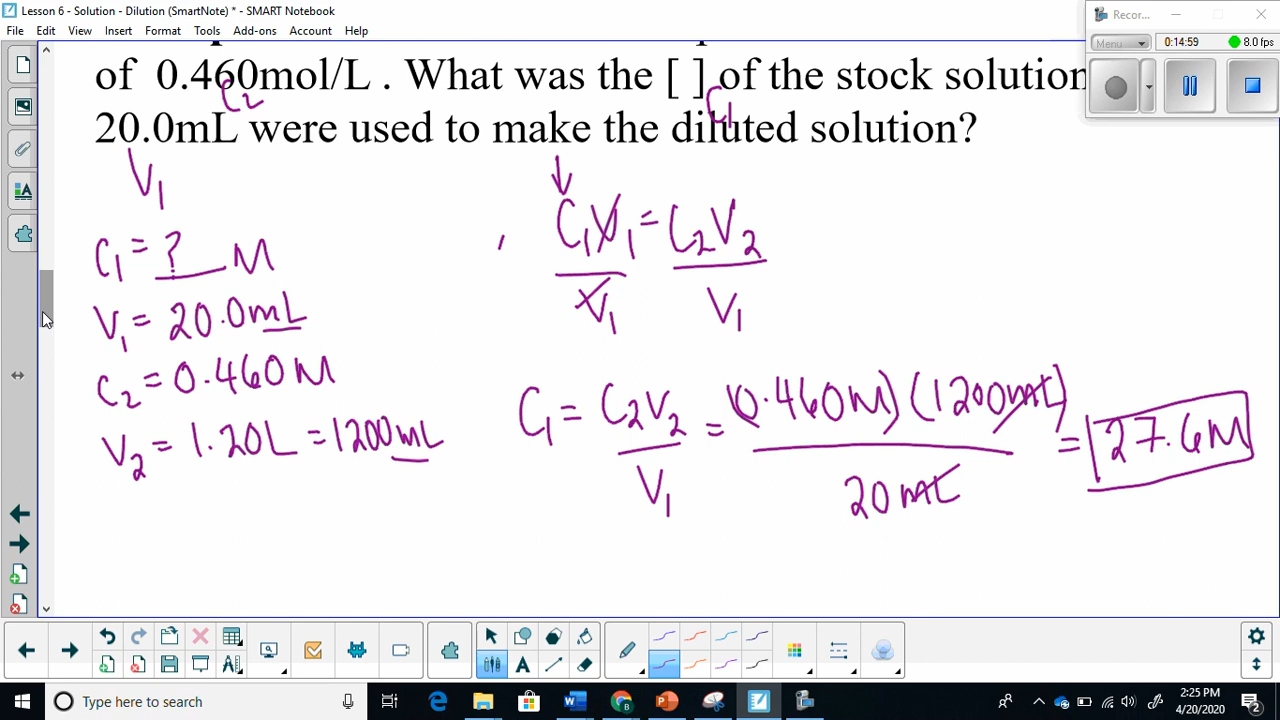 Lesson 6 - Solution - Dilution (SmartNote) * - SMART Notebook
Recor...
File Edit View Insert Format Tools Add-ons Account Help
Menu
0:14:59
8.0 fps
of 0.460mol/L . What was the [ ] of the stock solution
C2
C1
20.0mL were used to make the diluted solution?
V1
C1V1 = C2V2
V1 V1
C1 = ? M
V1 = 20.0mL
C2 = 0.460 M
V2 = 1.20L = 1200mL
C1 = C2V2 = (0.460M)(1200mL) = 27.6M
V1 20mL
Type here to search
2:25 PM
4/20/2020
2